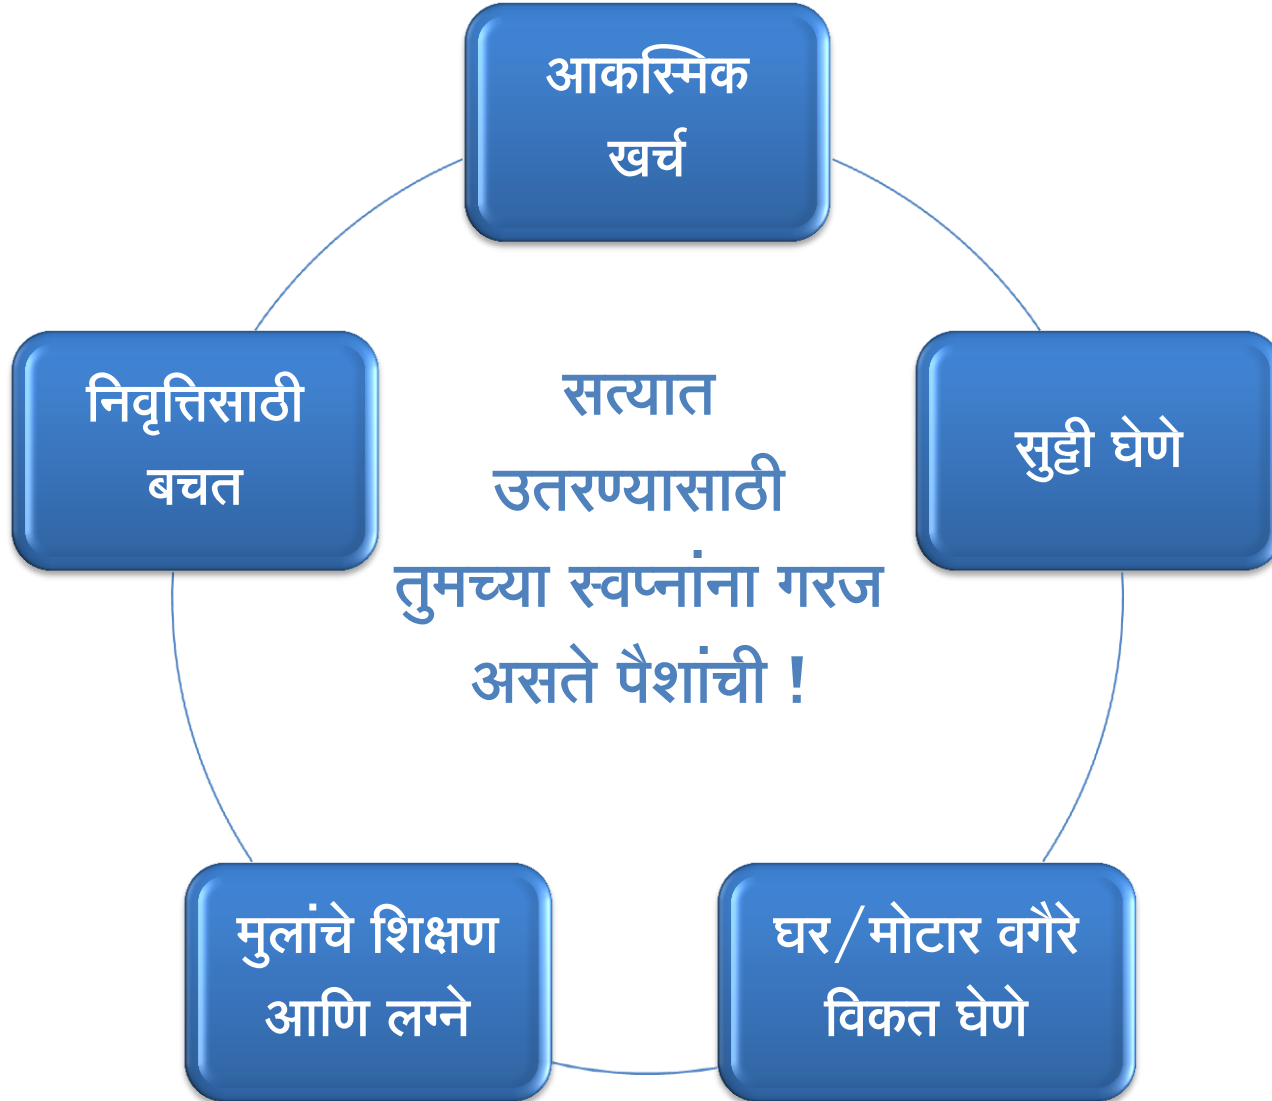 आकस्मिक
खर्च
सुट्टी घेणे
घर/मोटार वगैरे
विकत घेणे
मुलांचे शिक्षण
आणि लग्ने
निवृत्तिसाठी
बचत
सत्यात
उतरण्यासाठी
तुमच्या स्वप्नांना गरज
असते पैशांची !